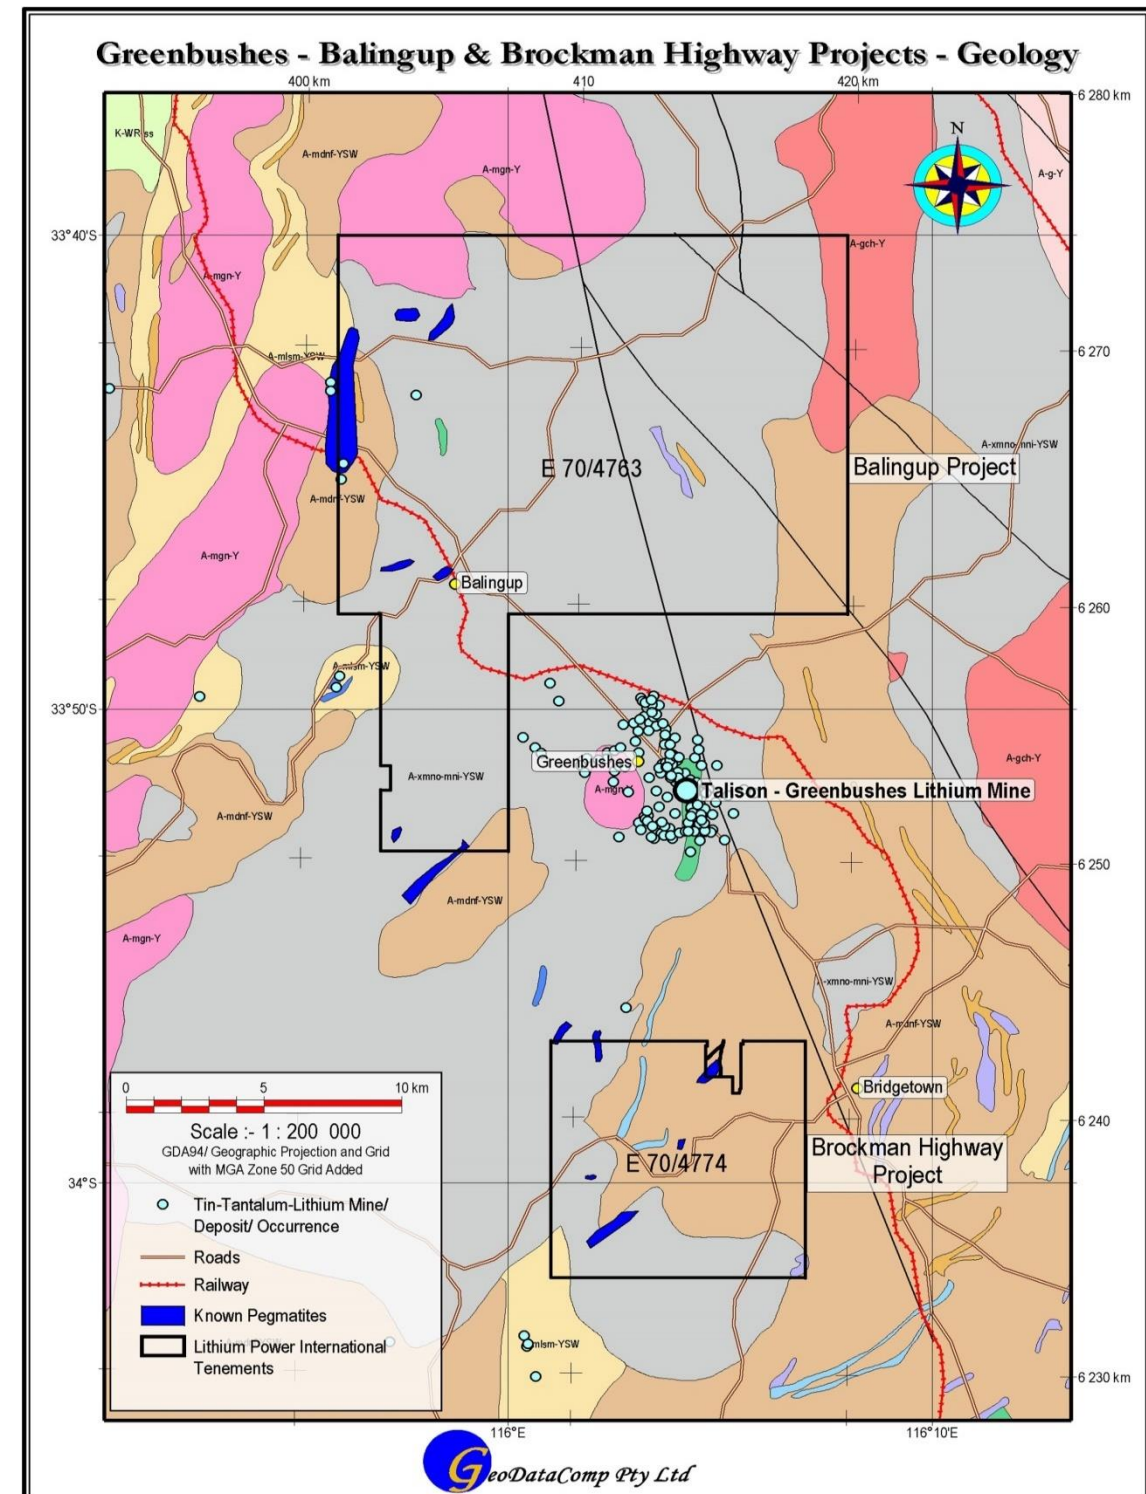 Greenbushes - Balingup & Brockman Highway Projects - Geology
400 km
410
420 km
6 280 km
K-WR-ss
A-mdnf-YSW
A-mgn-Y
N
A-g-Y
33°40'S
A-gch-Y
A-mgn-Y
A-mlsm-YSW
6 270
A-xmno-mni-YSW
E 70/4763
Balingup Project
A-mdnf-YSW
A-mgn-Y
Balingup
6 260
A-mlsm-YSW
33°50'S
Greenbushes
A-gch-Y
A-xmno-mni-YSW
A-mgn-Y
Talison - Greenbushes Lithium Mine
A-mdnf-YSW
6 250
A-mdnf-YSW
A-mgn-Y
A-xmno-mni-YSW
A-mdnf-YSW
Bridgetown
6 240
Brockman Highway
Project
E 70/4774
0 5 10 km
Scale :- 1 : 200 000
GDA94/ Geographic Projection and Grid
with MGA Zone 50 Grid Added
34°S
Tin-Tantalum-Lithium Mine/
Deposit/ Occurrence
Roads
Railway
Known Pegmatites
Lithium Power International
Tenements
mlsm-YSW
6 230 km
116°E
116°10'E
GeoDataComp Pty Ltd